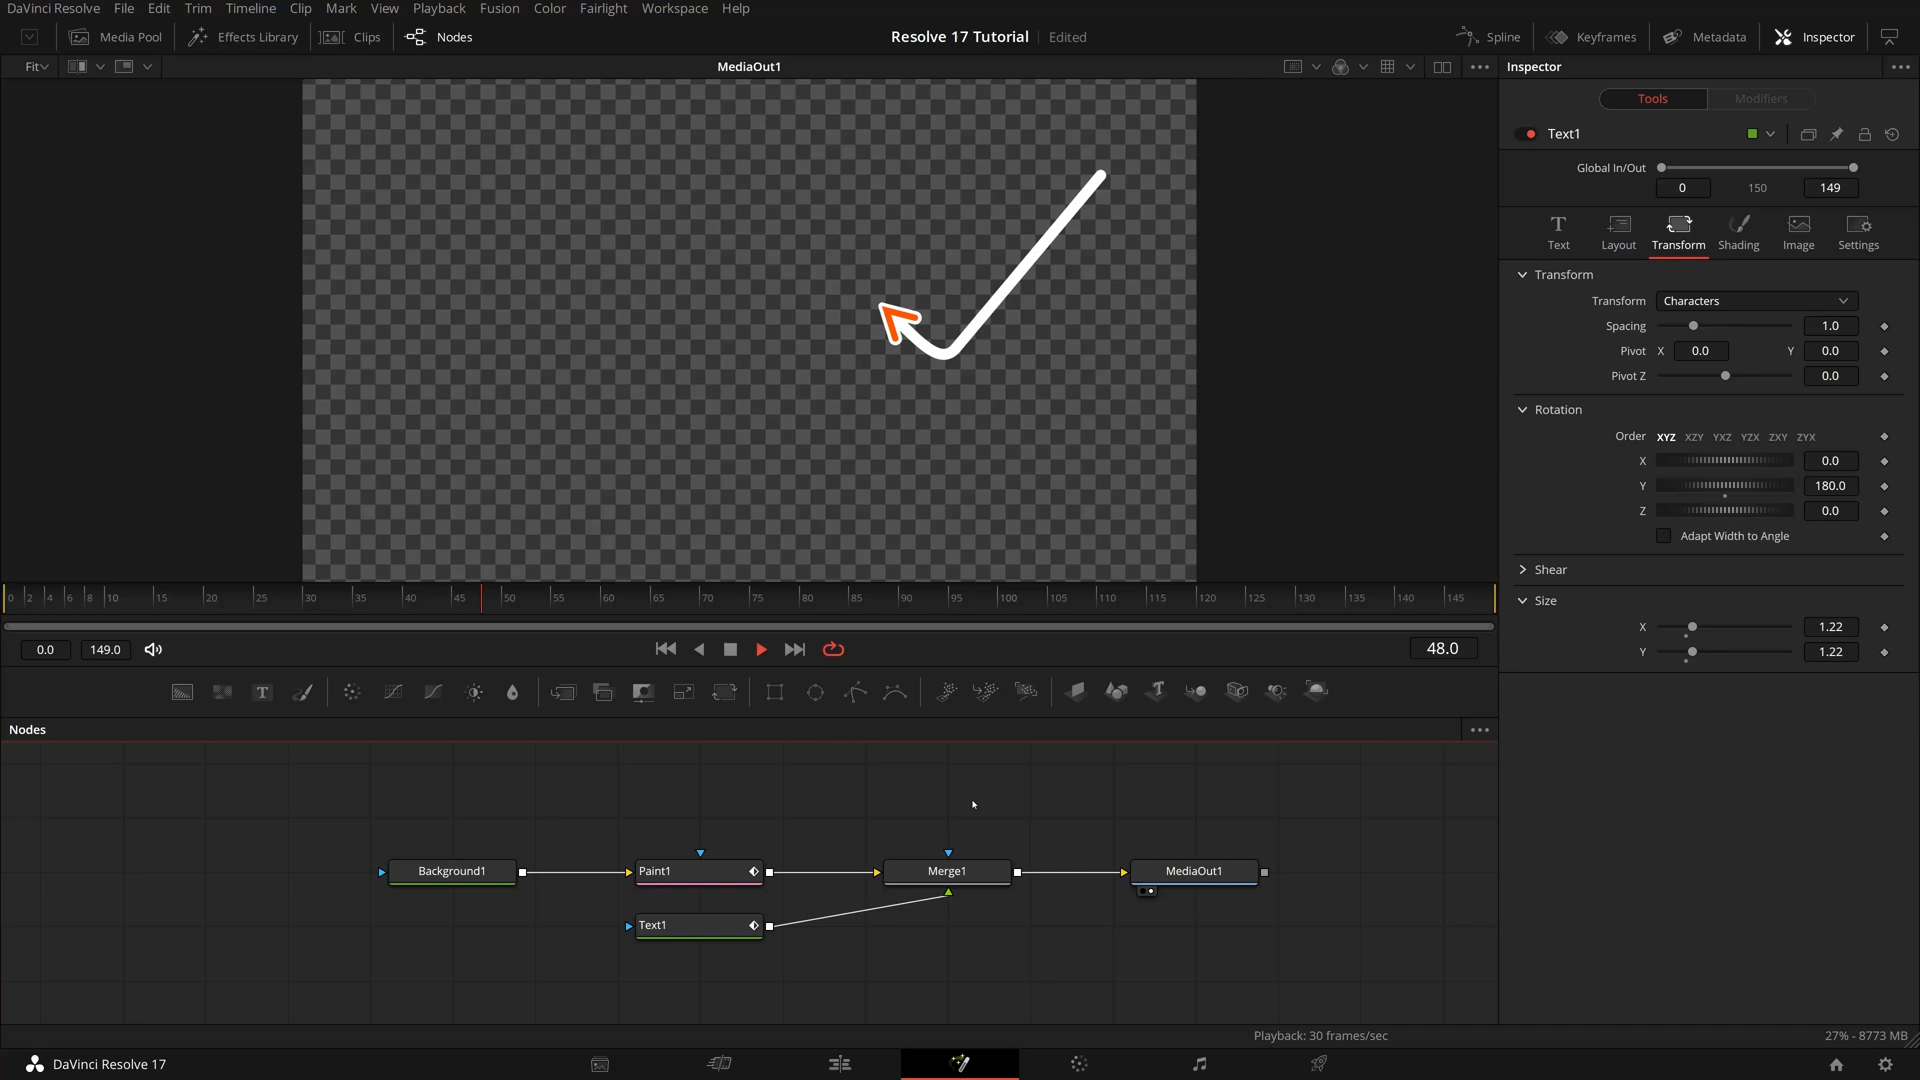 DaVinci Resolve File Edit Trim Timeline Clip Mark View Playback Fusion Color Fairlight Workspace Help
Media Pool Effects Library Clips Nodes Resolve 17 Tutorial Edited Spline Keyframes Metadata Inspector
Fit MediaOut1 Inspector
Tools Modifiers
Text1
Global In/Out
0 150 149
Text Layout Transform Shading Image Settings
Transform
Transform Characters
Spacing 1.0
Pivot X 0.0 Y 0.0
Pivot Z 0.0
Rotation
Order XYZ XZY YXZ YZX ZXY ZYX
X 0.0
Y 180.0
Z 0.0
Adapt Width to Angle
Shear
Size
X 1.22
Y 1.22
0 2 4 6 8 10 15 20 25 30 35 40 45 50 55 60 65 70 75 80 85 90 95 100 105 110 115 120 125 130 135 140 145
0.0 149.0 48.0
T
Nodes
Background1 Paint1 Merge1 MediaOut1
Text1
Playback: 30 frames/sec 27% - 8773 MB
DaVinci Resolve 17